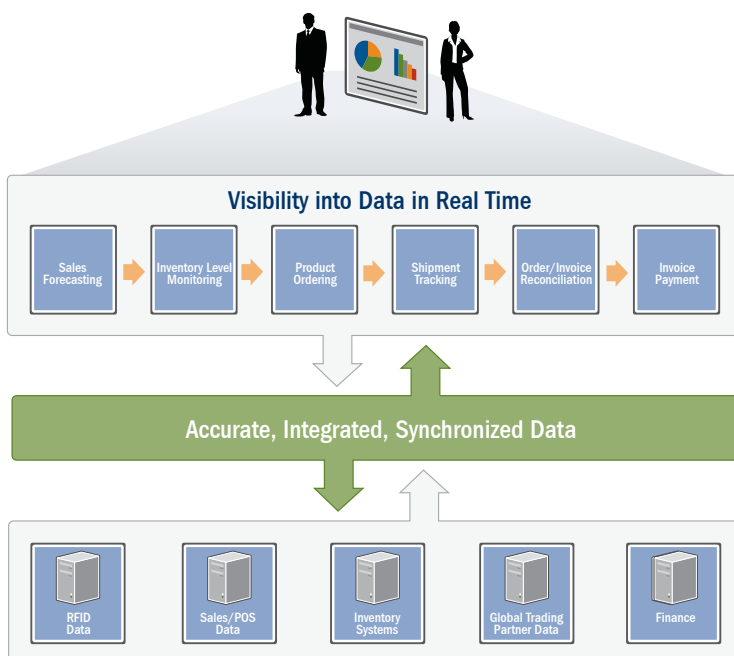 Visibility into Data in Real Time
Sales
Forecasting
Inventory Level
Monitoring
Product
Ordering
Shipment
Tracking
Order/Invoice
Reconciliation
Invoice
Payment
Accurate, Integrated, Synchronized Data
RFID
Data
Sales/POS
Data
Inventory
Systems
Global Trading
Partner Data
Finance